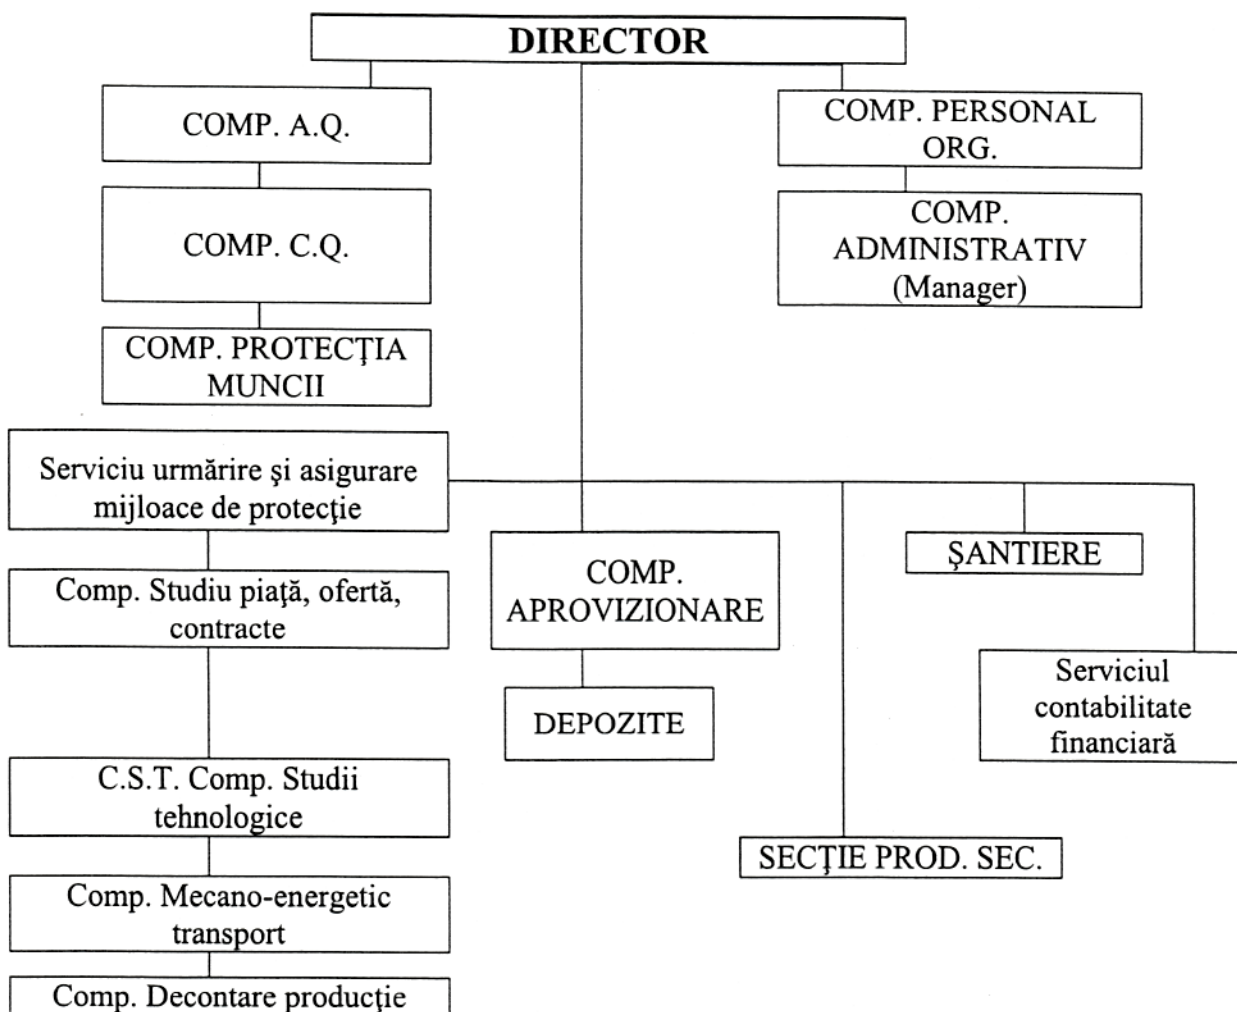 DIRECTOR
COMP. A.Q.
COMP. PERSONAL
ORG.
COMP. C.Q.
COMP.
ADMINISTRATIV
(Manager)
COMP. PROTECŢIA
MUNCII
Serviciu urmărire şi asigurare
mijloace de protecţie
COMP.
APROVIZIONARE
ŞANTIERE
Comp. Studiu piaţă, ofertă,
contracte
DEPOZITE
Serviciul
contabilitate
financiară
C.S.T. Comp. Studii
tehnologice
SECŢIE PROD. SEC.
Comp. Mecano-energetic
transport
Comp. Decontare producţie